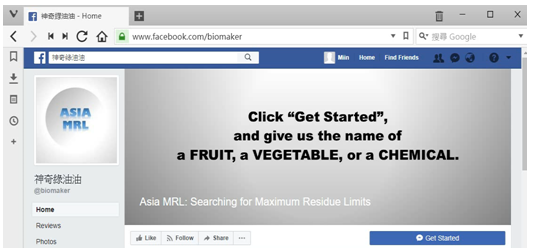 神奇綠油油 - Home
www.facebook.com/biomaker
搜尋 Google
神奇綠油油
Miin Home Find Friends
ASIA
MRL
Click “Get Started”,
and give us the name of
a FRUIT, a VEGETABLE, or a CHEMICAL.
Asia MRL: Searching for Maximum Residue Limits
神奇綠油油
@biomaker
Home
Reviews
Photos
Like Follow Share
Get Started